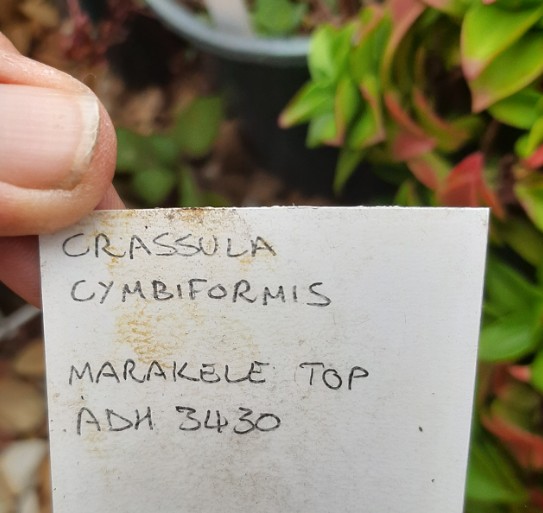 CRASSULA
CYMBIFORMIS
MARAKELE TOP
ADH 3430